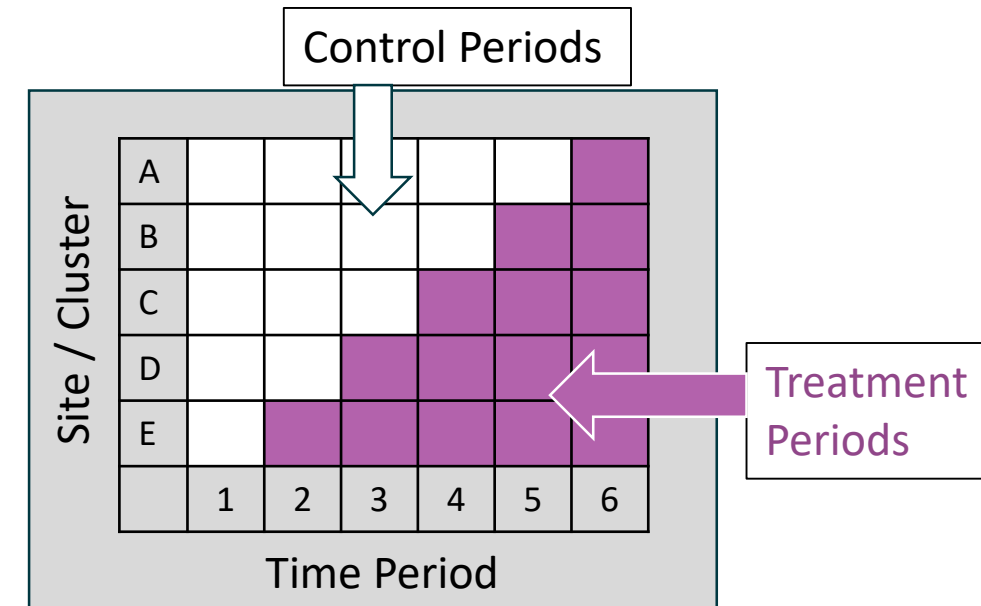 Control Periods
Site / Cluster
A
B
C
D
E
1 2 3 4 5 6
Time Period
Treatment
Periods